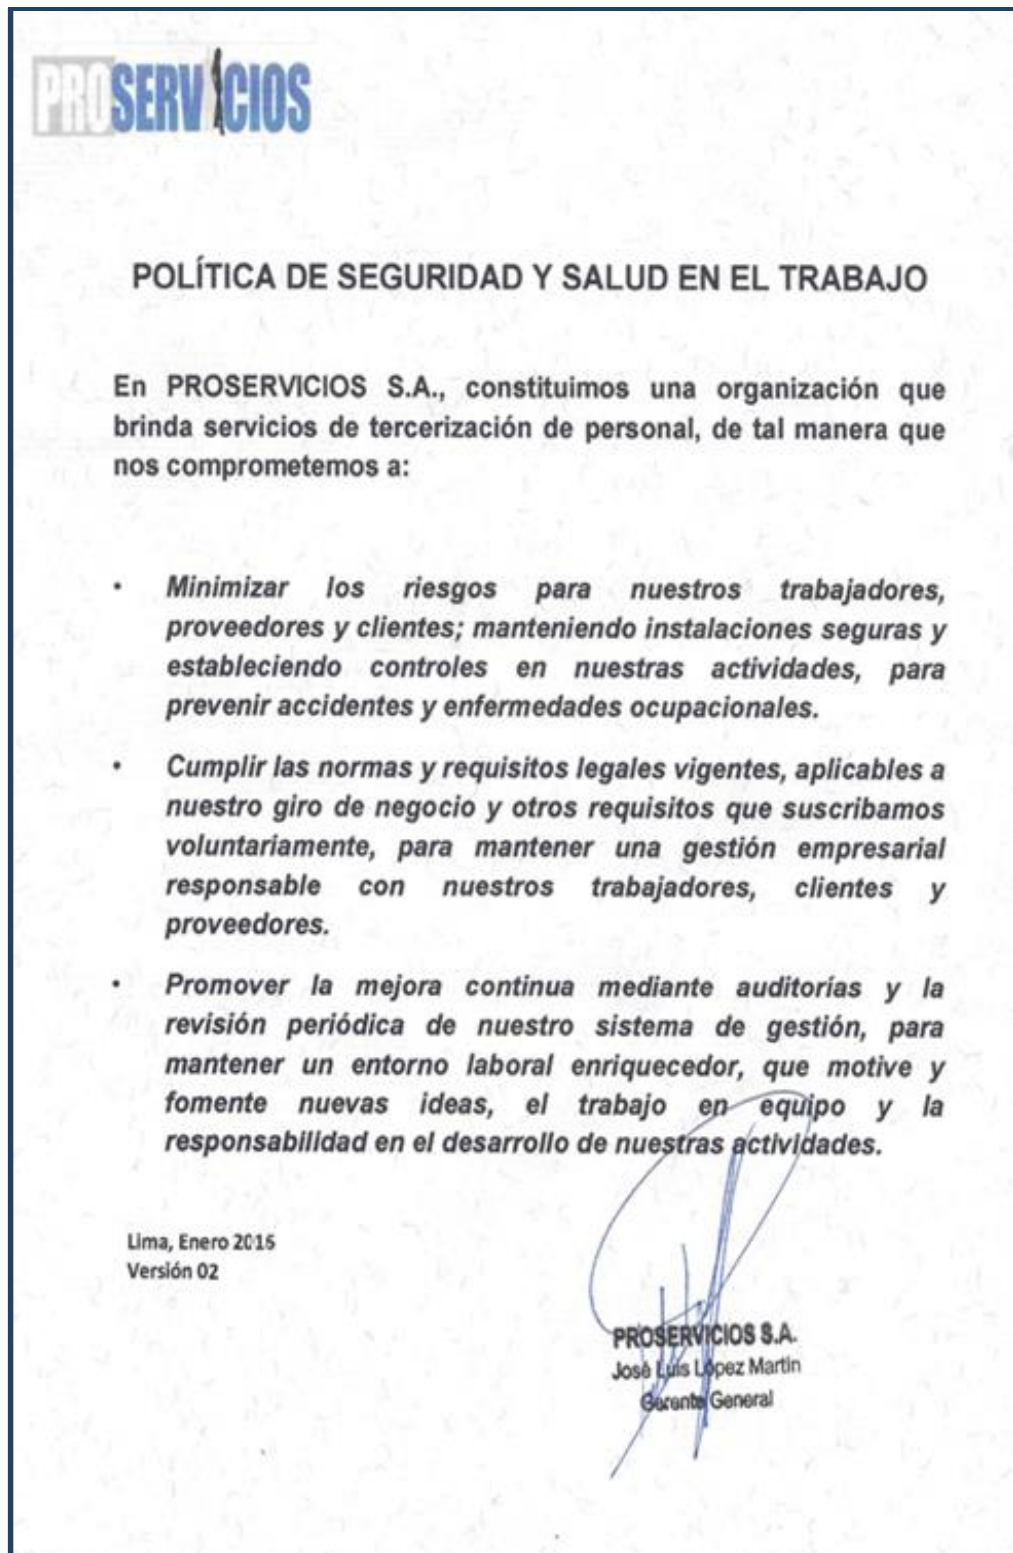 PROSERVICIOS
POLÍTICA DE SEGURIDAD Y SALUD EN EL TRABAJO
En PROSERVICIOS S.A., constituimos una organización que
brinda servicios de tercerización de personal, de tal manera que
nos comprometemos a:
• Minimizar los riesgos para nuestros trabajadores,
proveedores y clientes; manteniendo instalaciones seguras y
estableciendo controles en nuestras actividades, para
prevenir accidentes y enfermedades ocupacionales.
• Cumplir las normas y requisitos legales vigentes, aplicables a
nuestro giro de negocio y otros requisitos que suscribamos
voluntariamente, para mantener una gestión empresarial
responsable con nuestros trabajadores, clientes y
proveedores.
• Promover la mejora continua mediante auditorías y la
revisión periódica de nuestro sistema de gestión, para
mantener un entorno laboral enriquecedor, que motive y
fomente nuevas ideas, el trabajo en equipo y la
responsabilidad en el desarrollo de nuestras actividades.
Lima, Enero
Versión 02
PROSERVICIOS S.A.
José Luis López Martin
Gerente General